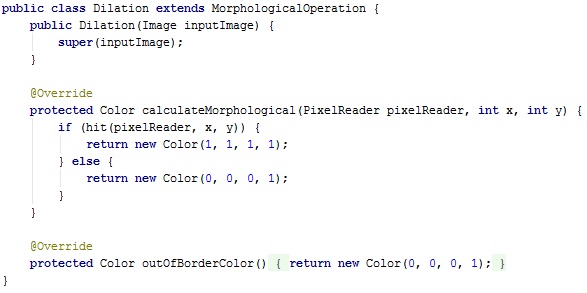 public class Dilation extends MorphologicalOperation {
    public Dilation(Image inputImage) {
        super(inputImage);
    }

    @Override
    protected Color calculateMorphological(PixelReader pixelReader, int x, int y) {
        if (hit(pixelReader, x, y)) {
            return new Color(1, 1, 1, 1);
        } else {
            return new Color(0, 0, 0, 1);
        }
    }

    @Override
    protected Color outOfBorderColor() { return new Color(0, 0, 0, 1); }
}